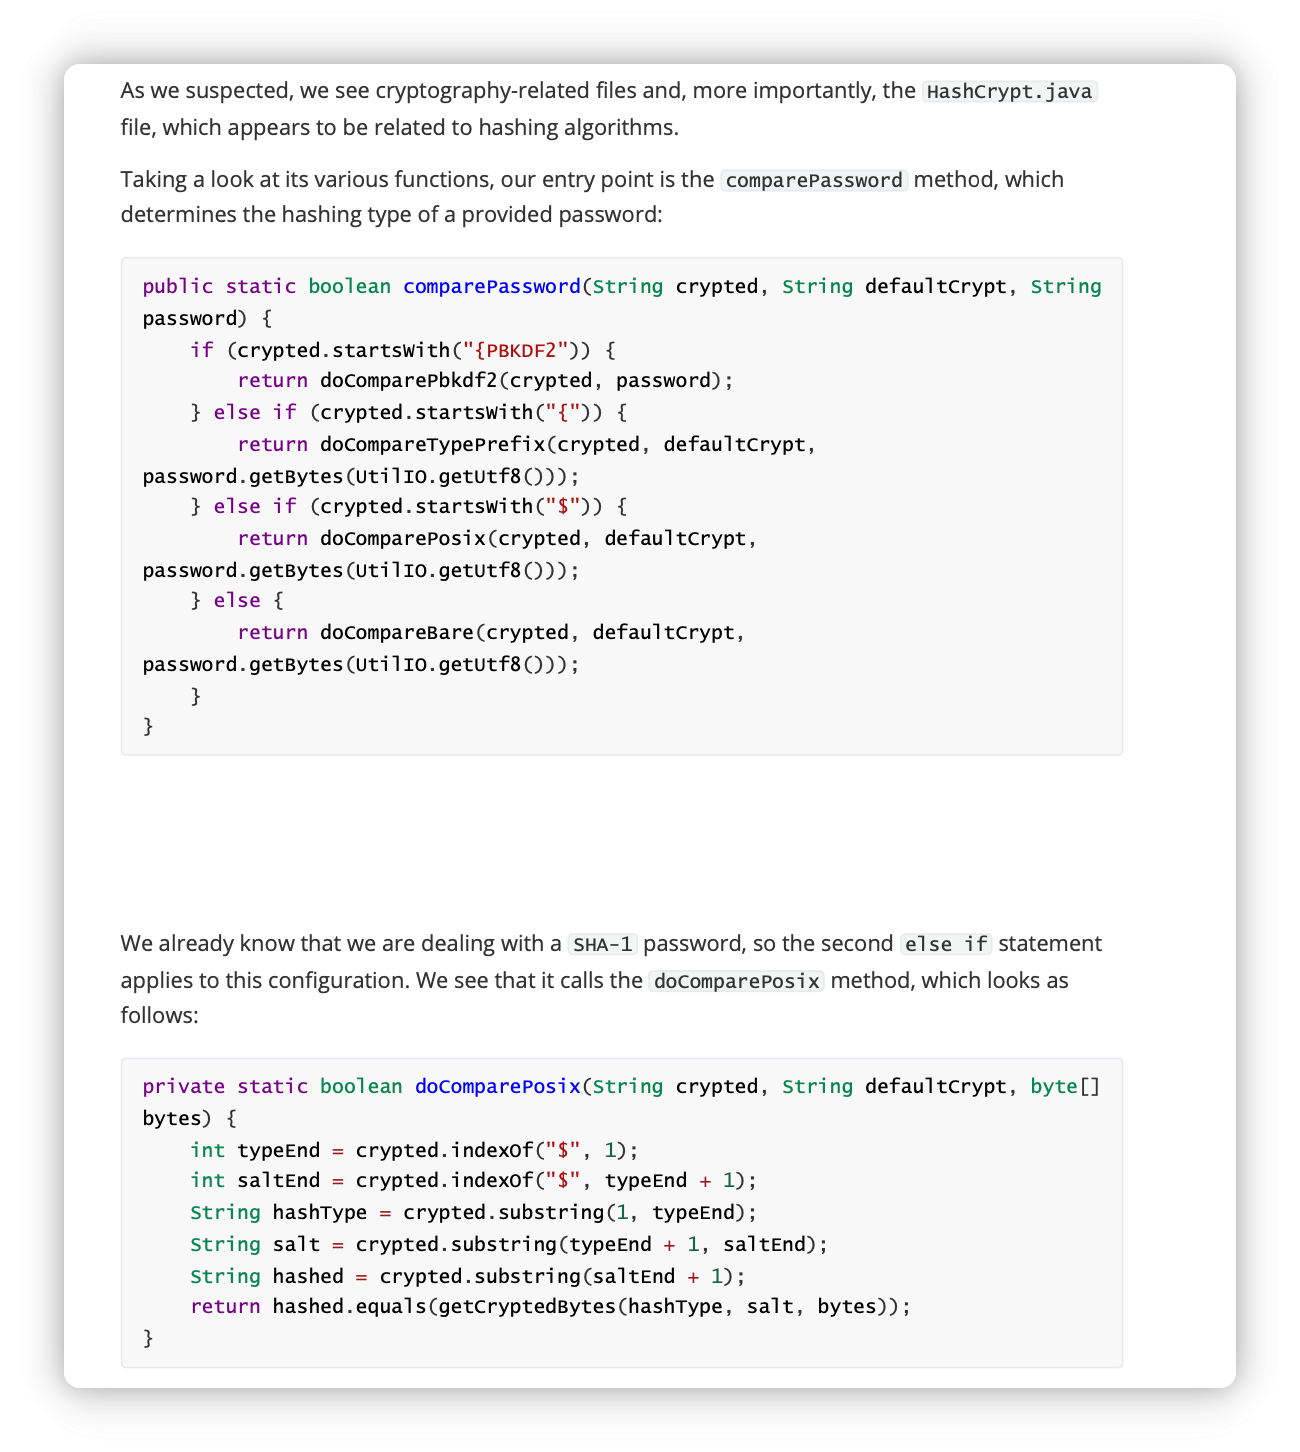 As we suspected, we see cryptography-related files and, more importantly, the HashCrypt.java
file, which appears to be related to hashing algorithms.
Taking a look at its various functions, our entry point is the comparePassword method, which
determines the hashing type of a provided password:
public static boolean comparePassword(String crypted, String defaultCrypt, String
password) {
    if (crypted.startsWith("{PBKDF2")) {
        return doComparePbkdf2(crypted, password);
    } else if (crypted.startsWith("{")) {
        return doCompareTypePrefix(crypted, defaultCrypt,
password.getBytes(UtilIO.getUtf8()));
    } else if (crypted.startsWith("$")) {
        return doComparePosix(crypted, defaultCrypt,
password.getBytes(UtilIO.getUtf8()));
    } else {
        return doCompareBare(crypted, defaultCrypt,
password.getBytes(UtilIO.getUtf8()));
    }
}
We already know that we are dealing with a SHA-1 password, so the second else if statement
applies to this configuration. We see that it calls the doComparePosix method, which looks as
follows:
private static boolean doComparePosix(String crypted, String defaultCrypt, byte[]
bytes) {
    int typeEnd = crypted.indexOf("$", 1);
    int saltEnd = crypted.indexOf("$", typeEnd + 1);
    String hashType = crypted.substring(1, typeEnd);
    String salt = crypted.substring(typeEnd + 1, saltEnd);
    String hashed = crypted.substring(saltEnd + 1);
    return hashed.equals(getCryptedBytes(hashType, salt, bytes));
}